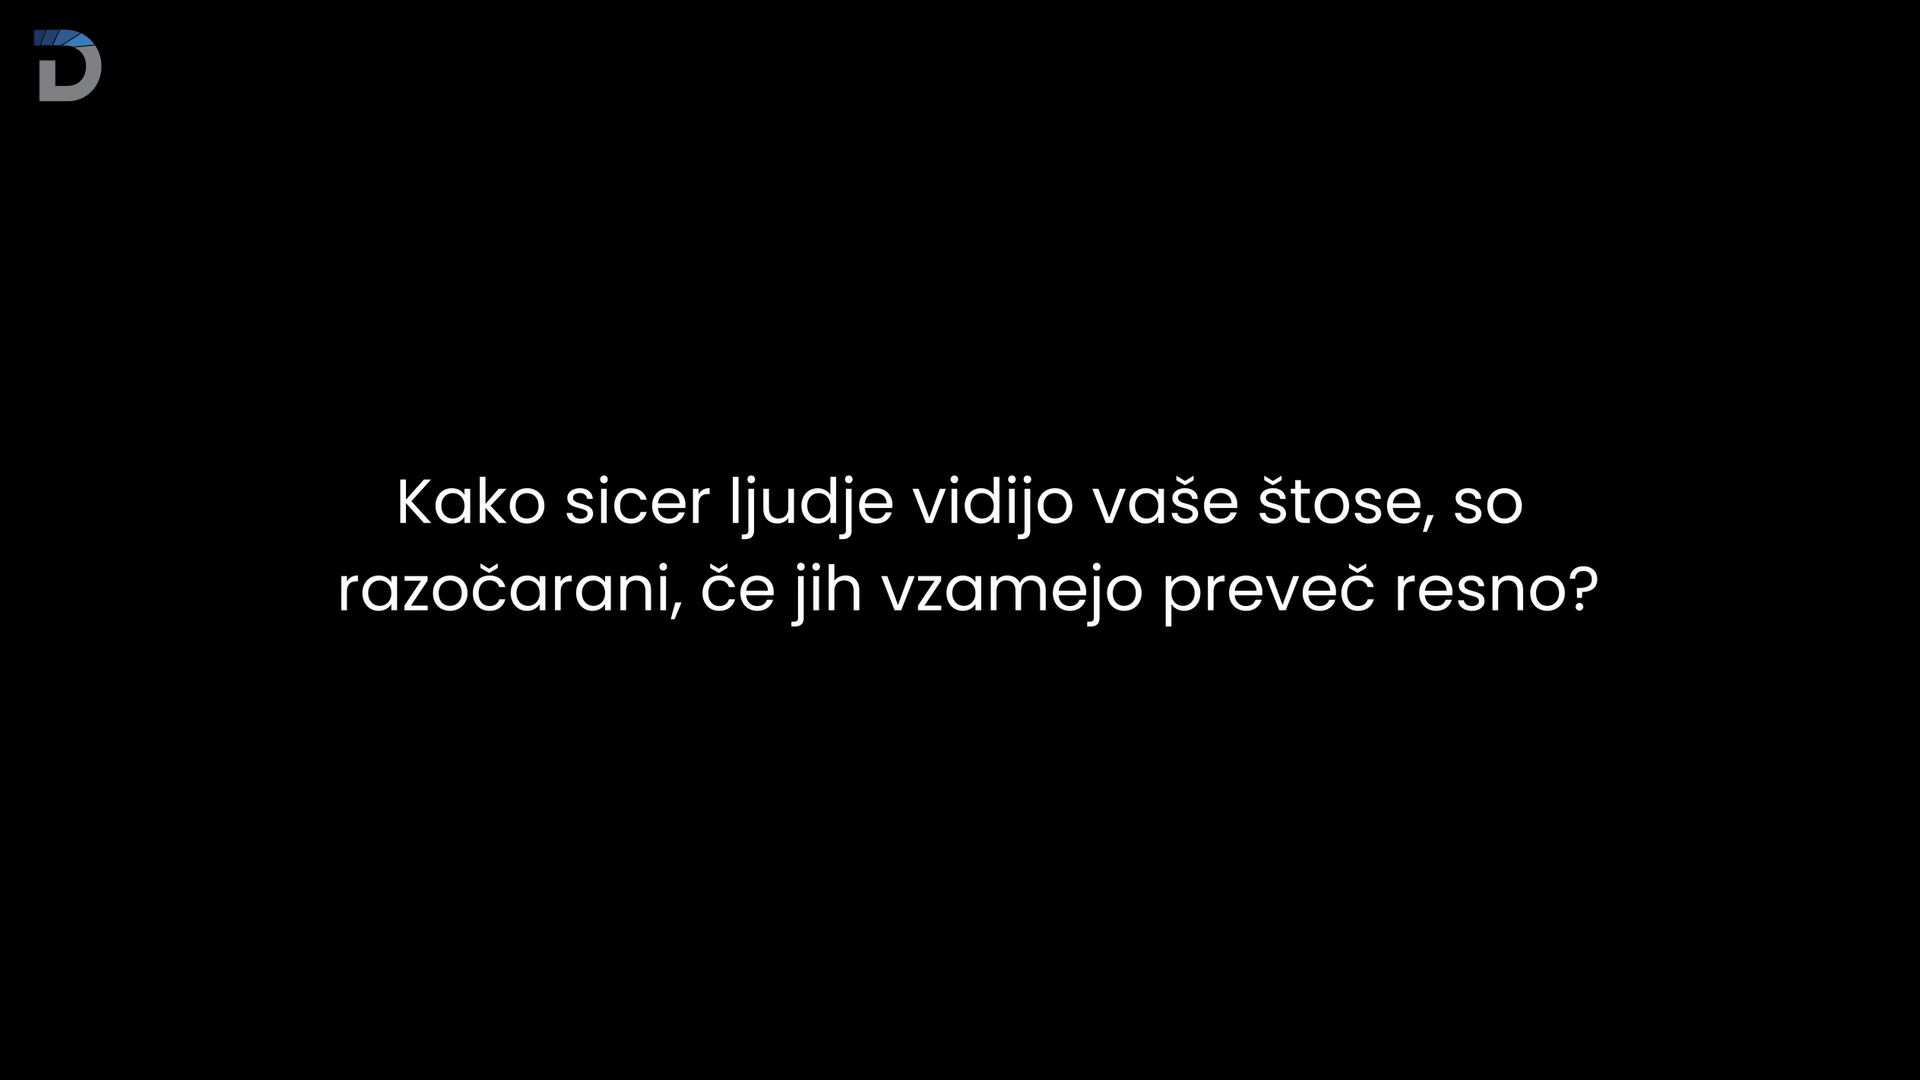 Kako sicer ljudje vidijo vaše štose, so
razočarani, če jih vzamejo preveč resno?